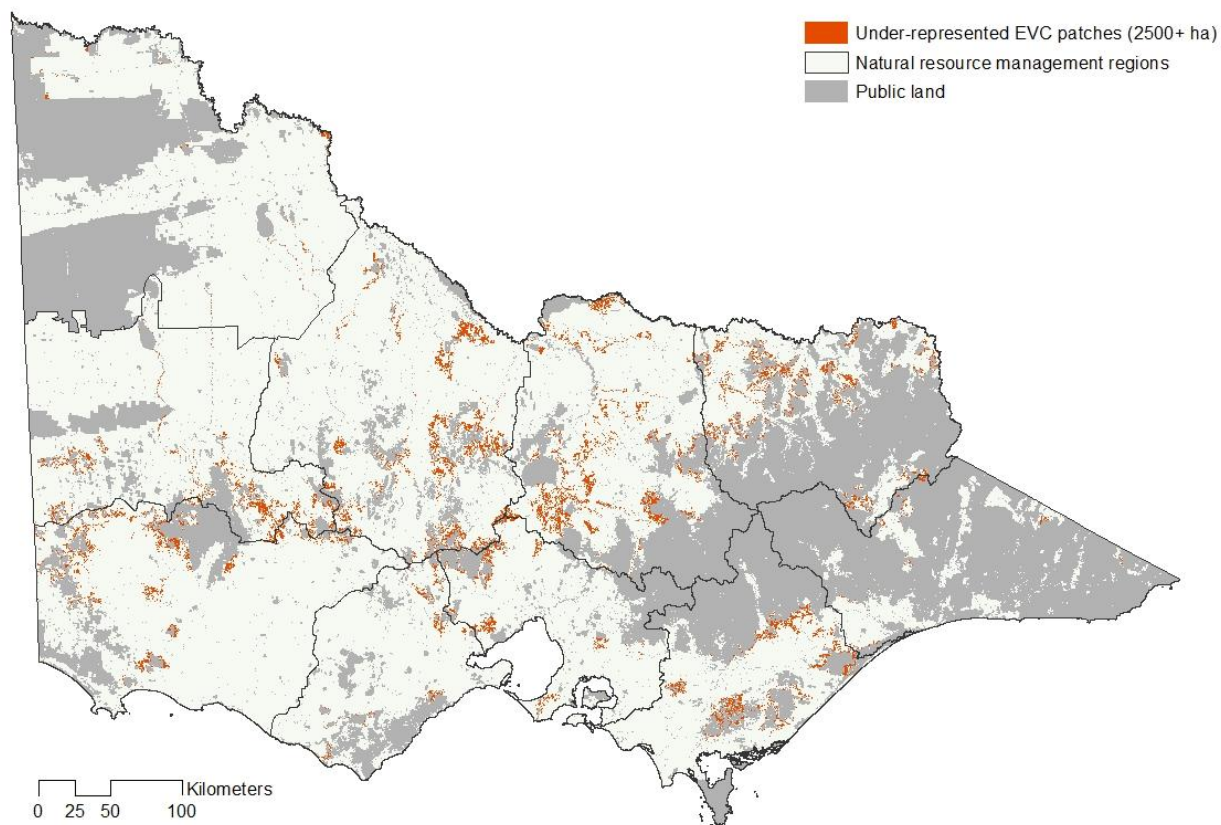 Under-represented EVC patches (2500+ ha)
Natural resource management regions
Public land
Kilometers
0 25 50 100